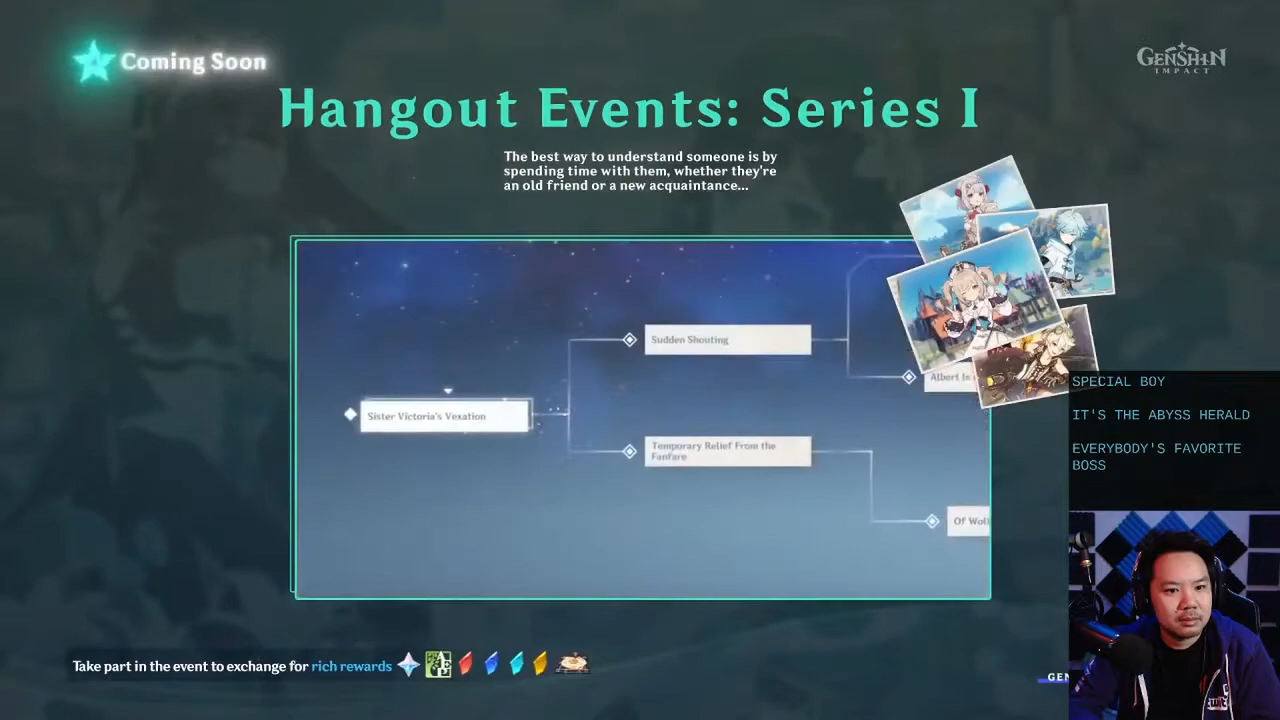 Coming Soon
GENSHIN
IMPACT
Hangout Events: Series I
The best way to understand someone is by
spending time with them, whether they're
an old friend or a new acquaintance...
Sudden Shouting
Albert Is
Sister Victoria's Vexation
Temporary Relief From the
Fanfare
Of Wol
SPECIAL BOY
IT'S THE ABYSS HERALD
EVERYBODY'S FAVORITE
BOSS
Take part in the event to exchange for rich rewards
GEN